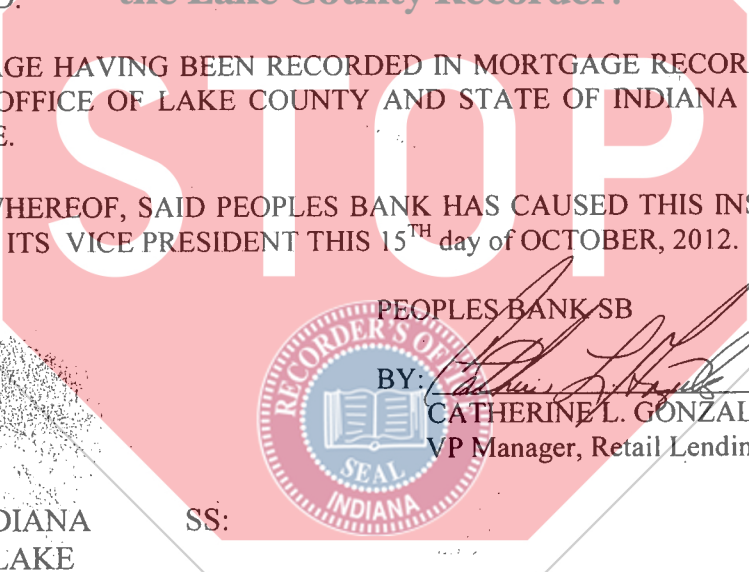 the Lake County Recorder!
AGE HAVING BEEN RECORDED IN MORTGAGE RECOR
OFFICE OF LAKE COUNTY AND STATE OF INDIANA
E.
STOP
WHEREOF, SAID PEOPLES BANK HAS CAUSED THIS INS
ITS VICE PRESIDENT THIS 15TH day of OCTOBER, 2012.
PEOPLES BANK SB
RECORDER'S OF
BY:
CATHERINE L. GONZAL
VP Manager, Retail Lendin
SEAL
INDIANA
DIANA SS:
LAKE